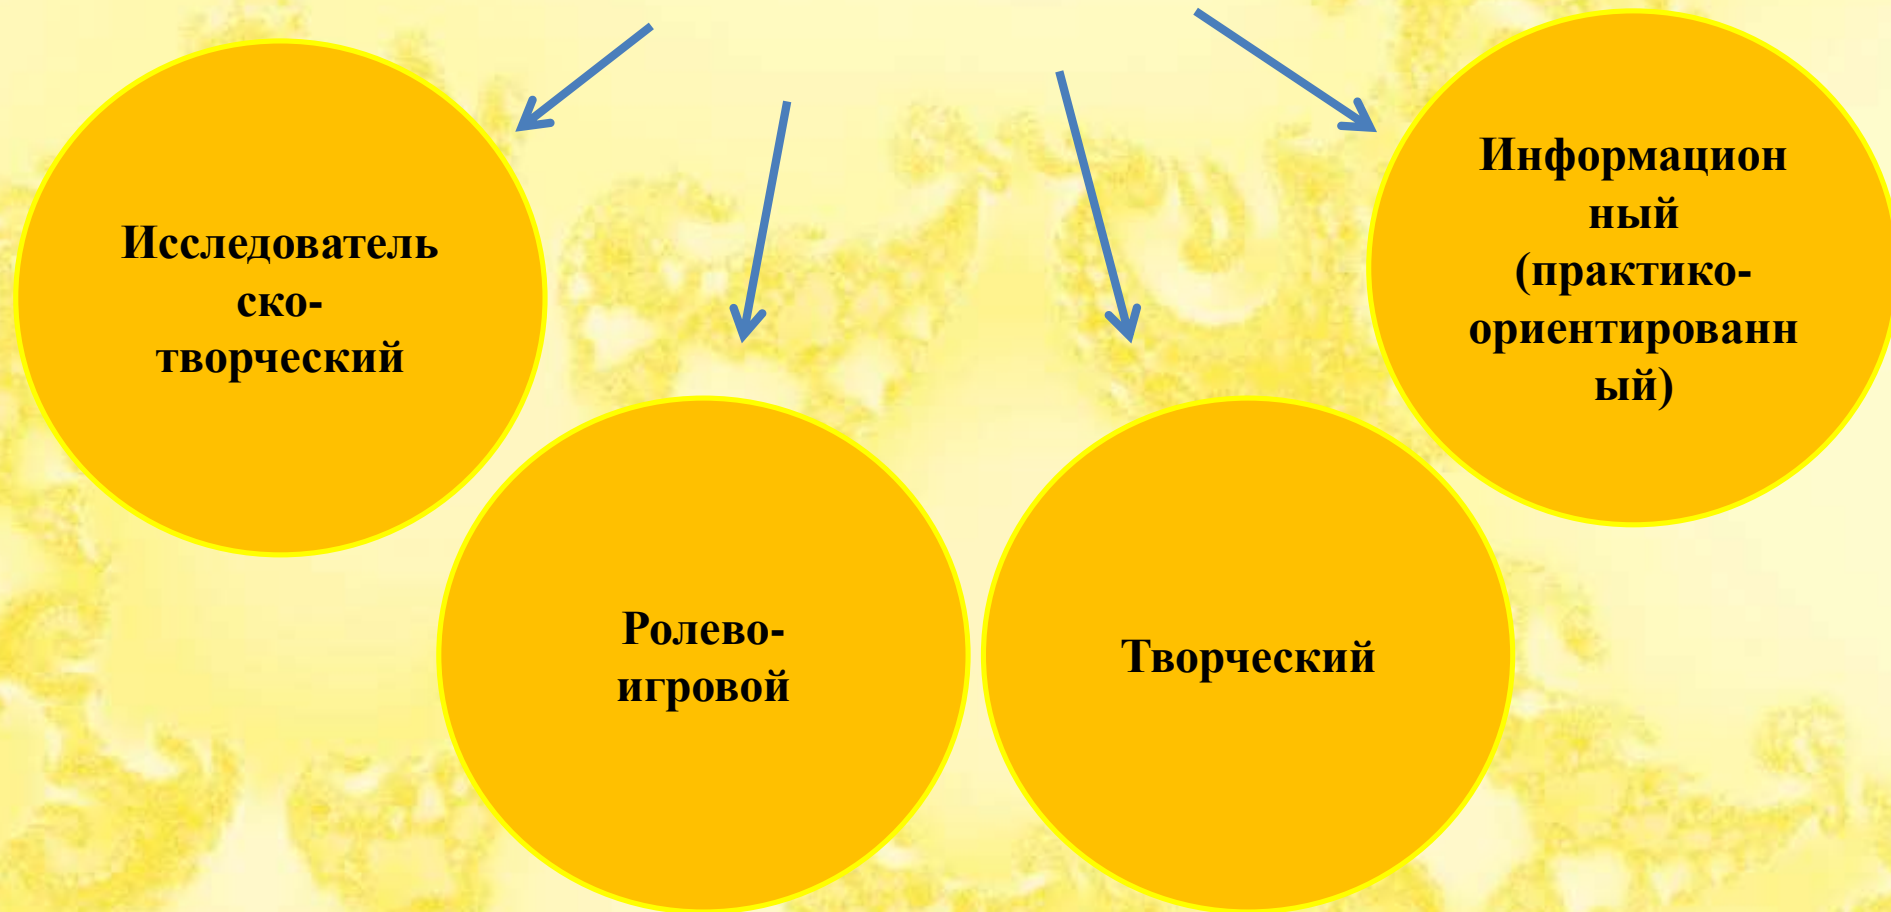 Исследователь
ско-
творческий
Ролево-
игровой
Творческий
Информацион
ный
(практико-
ориентированн
ый)